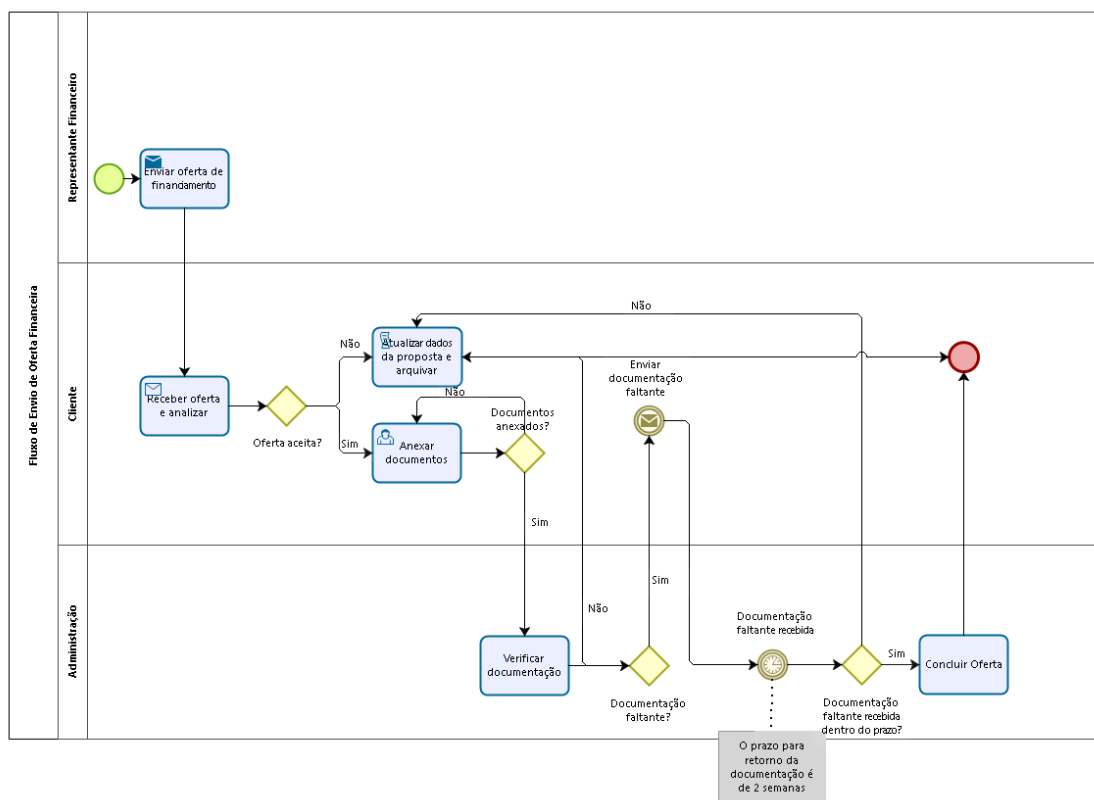 Fluxo de Envio de Oferta Financeira
Representante Financeiro
Enviar oferta de
financiamento
Cliente
Não
Não
Atualizar dados
da proposta e
arquivar
Enviar
documentação
faltante
Receber oferta
e analizar
Oferta aceita?
Sim
Não
Anexar
documentos
Documentos
anexados?
Sim
Administração
Sim
Não
Verificar
documentação
Documentação
faltante?
Documentação
faltante recebida
Sim
Concluir Oferta
Documentação
faltante recebida
dentro do prazo?
O prazo para
retorno da
documentação é
de 2 semanas